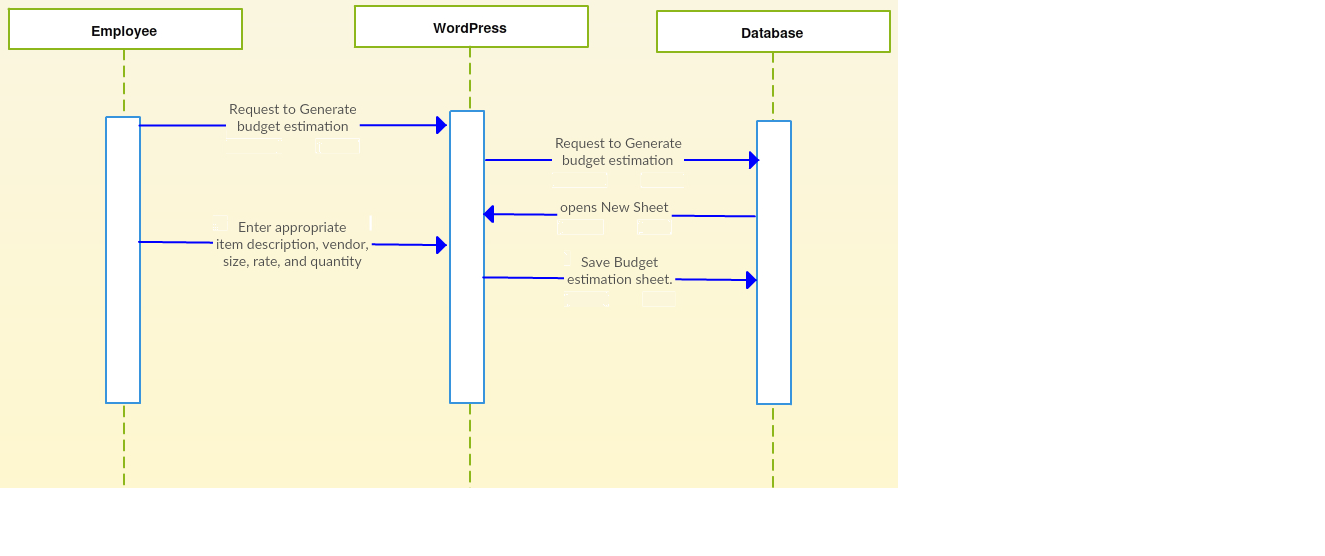 Employee
WordPress
Database
Request to Generate
budget estimation
Request to Generate
budget estimation
opens New Sheet
Enter appropriate
item description, vendor,
size, rate, and quantity
Save Budget
estimation sheet.